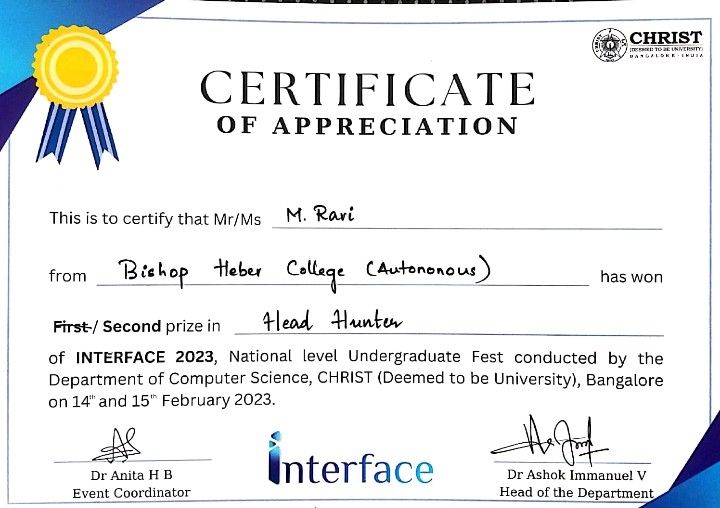 CHRIST
(DEEMED TO BE UNIVERSITY)
BANGALORE · INDIA
CERTIFICATE
OF APPRECIATION
This is to certify that Mr/Ms M. Ravi
from Bishop Heber College (Autononous) has won
First / Second prize in Head Hunter
of INTERFACE 2023, National level Undergraduate Fest conducted by the
Department of Computer Science, CHRIST (Deemed to be University), Bangalore
on 14th and 15th February 2023.
Dr Anita H B
Event Coordinator
interface
Dr Ashok Immanuel V
Head of the Department